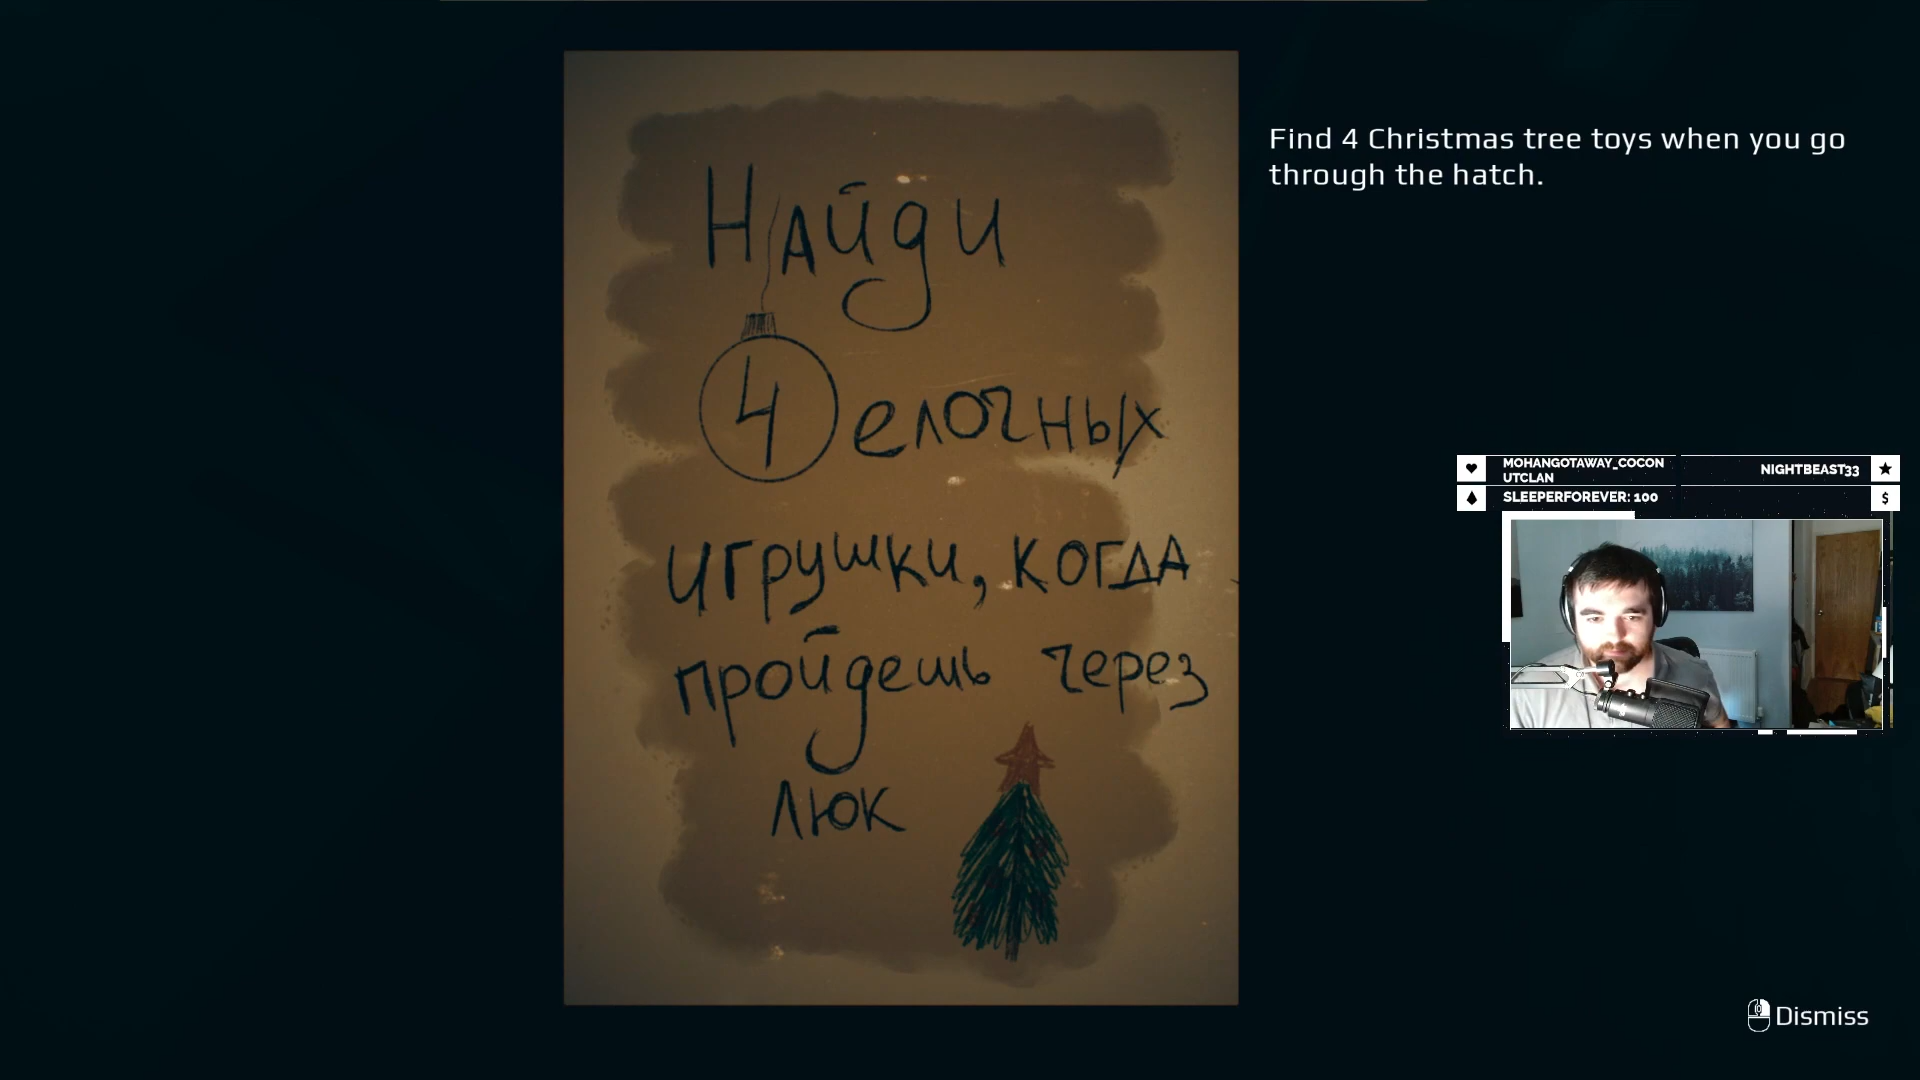 Найди
4 елочных
игрушки, когда
пройдешь через
люк
Find 4 Christmas tree toys when you go
through the hatch.
MOHANGOTAWAY_COCON
UTCLAN
NIGHTBEAST33
SLEEPERFOREVER: 100
$
Dismiss